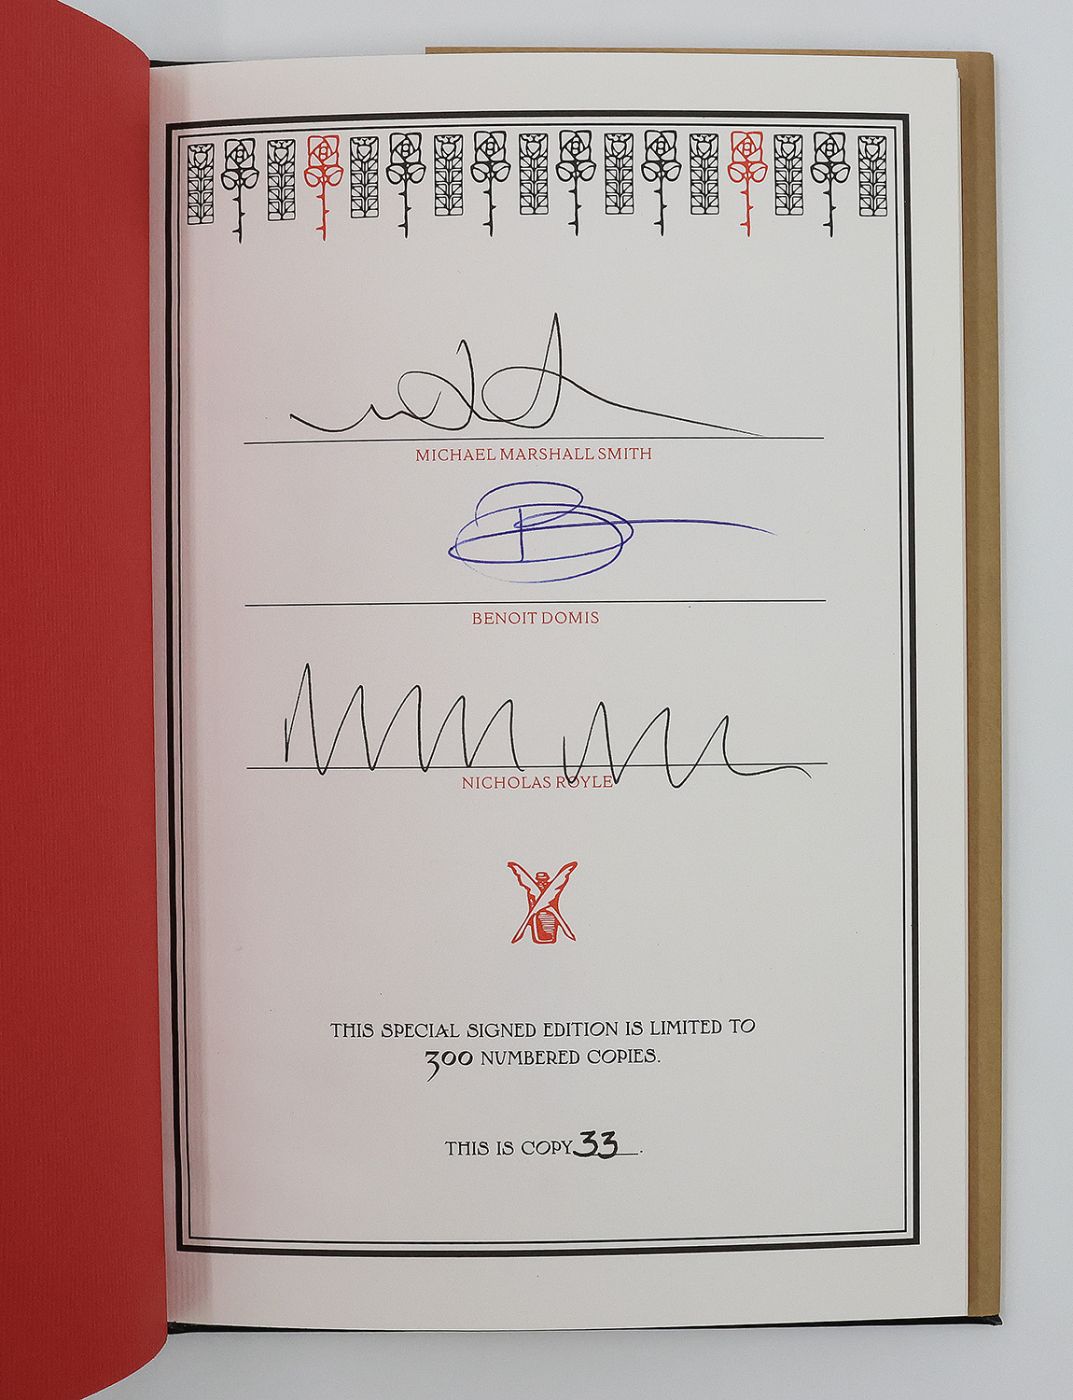 MICHAEL MARSHALL SMITH
BENOIT DOMIS
NICHOLAS ROYLE
THIS SPECIAL SIGNED EDITION IS LIMITED TO
300 NUMBERED COPIES.
THIS IS COPY 33.